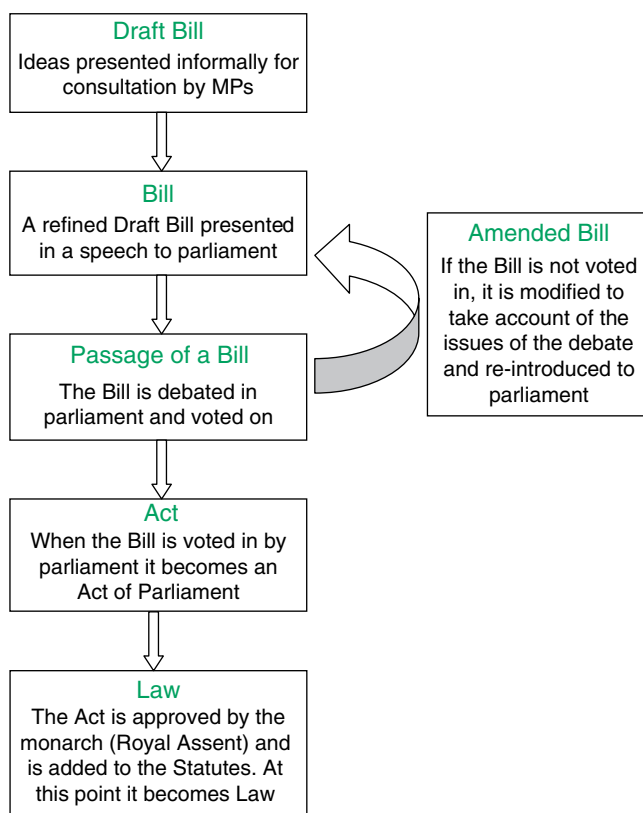 Draft Bill
Ideas presented informally for
consultation by MPs
Bill
A refined Draft Bill presented
in a speech to parliament
Amended Bill
If the Bill is not voted
in, it is modified to
take account of the
issues of the debate
and re-introduced to
parliament
Passage of a Bill
The Bill is debated in
parliament and voted on
Act
When the Bill is voted in by
parliament it becomes an
Act of Parliament
Law
The Act is approved by the
monarch (Royal Assent) and
is added to the Statutes. At
this point it becomes Law